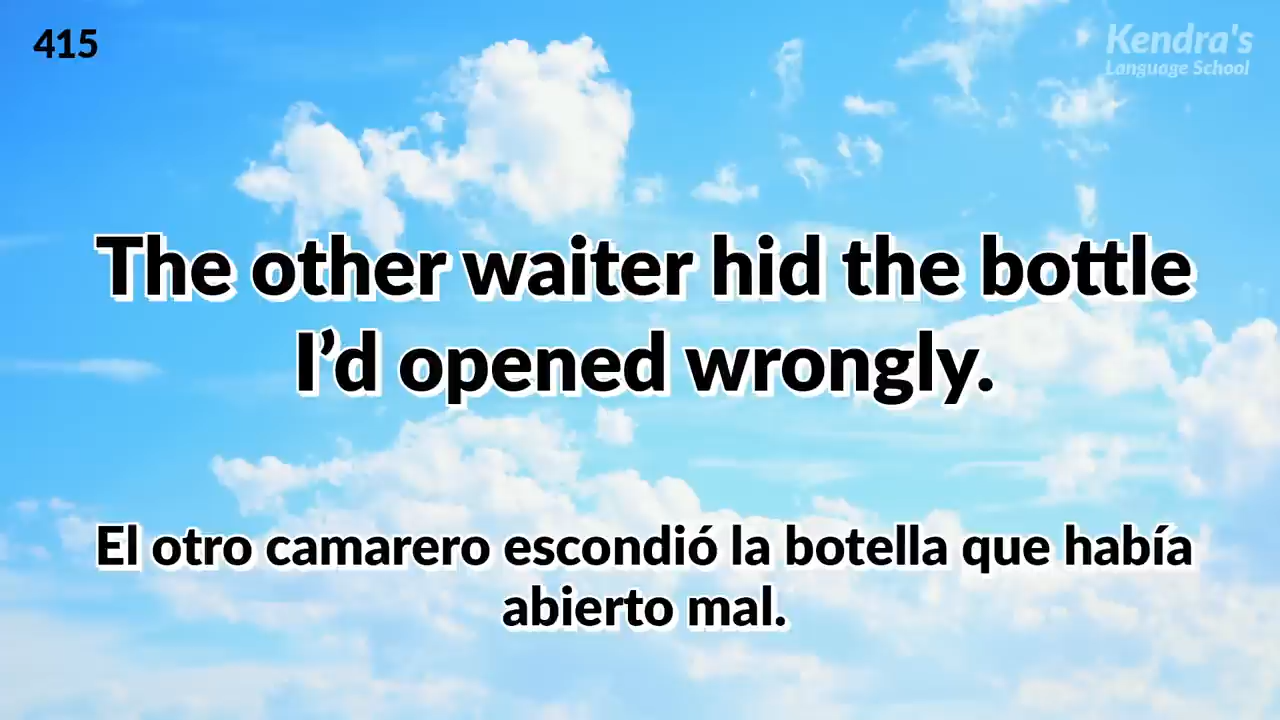 415
Kendra's
Language School
The other waiter hid the bottle
I’d opened wrongly.
El otro camarero escondió la botella que había
abierto mal.